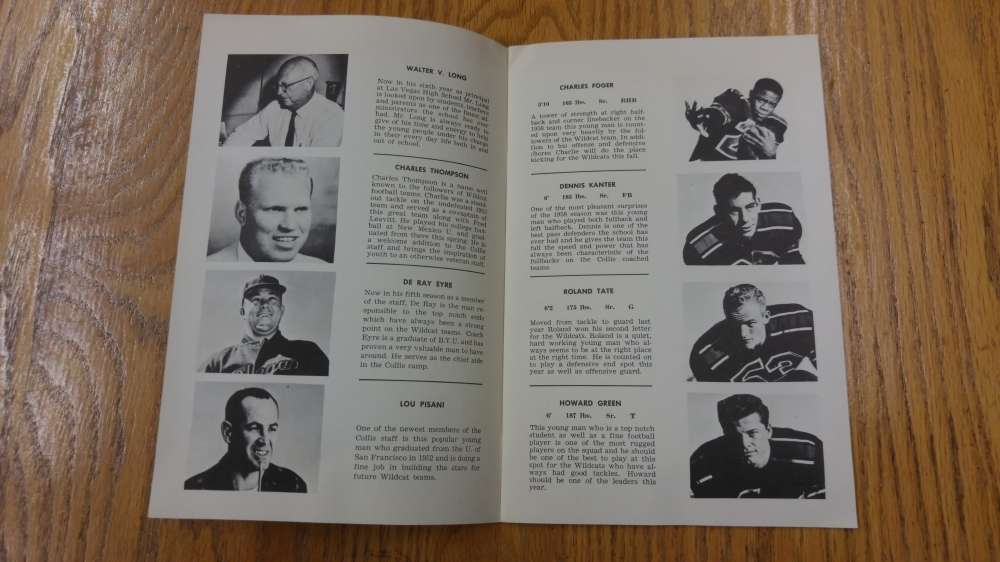 WALTER V. LONG
Now in his sixth year as principal
at Las Vegas High School Mr. Long
is looked upon by students, teachers
and parents as one of the finest ad-
ministrators the school has ever
had. Mr. Long is always ready to
give of his time and energy to help
the young people under his charge
in their every day life both in and
out of school.
CHARLES THOMPSON
Charles Thompson is a name well
known to the followers of Wildcat
football teams. Charlie was a stand-
out tackle on the undefeated
team and served as a co-captain of
this great team along with Fred
Leavitt. He played his college foot-
ball at New Mexico U. and grad-
uated from there this spring. He is
a welcome addition to the Collis
staff and brings the inspiration of
youth to an otherwise veteran staff.
DE RAY EYRE
Now in his fifth season as a member
of the staff, De Ray is the man re-
sponsible to the top notch ends
which have always been a strong
point on the Wildcat teams. Coach
Eyre is a graduate of B.Y.U. and has
proven a very valuable man to have
around. He serves as the chief aide
in the Collis camp.
LOU PISANI
One of the newest members of the
Collis staff is this popular young
man who graduated from the U. of
San Francisco in 1952 and is doing a
fine job in building the stars for
future Wildcat teams.
CHARLES FOGER
5'10 165 lbs. Sr. RHB
A tower of strength at right half-
back and corner linebacker on the
1958 team this young man is count-
ed upon very heavily by the fol-
lowers of the Wildcat team. In addi-
tion to his offense and defensive
chores Charlie will do the place
kicking for the Wildcats this fall.
DENNIS KANTER
6' 185 lbs. Sr. FB
One of the most pleasant surprises
of the 1958 season was this young
man who played both fullback and
left halfback. Dennis is one of the
best pass defenders the school has
ever had and he gives the team this
fall the speed and power that has
always been characteristic of the
fullbacks on the Collis coached
teams.
ROLAND TATE
6'2 175 lbs. Sr. G
Moved from tackle to guard last
year Roland won his second letter
for the Wildcats. Roland is a quiet,
hard working young man who al-
ways seems to be at the right place
at the right time. He is counted on
to play a defensive end spot this
year as well as offensive guard.
HOWARD GREEN
6' 187 lbs. Sr. T
This young man who is a top notch
student as well as a fine football
player is one of the most rugged
players on the squad and he should
be one of the best to play at this
spot for the Wildcats who have al-
ways had good tackles. Howard
should be one of the leaders this
year.